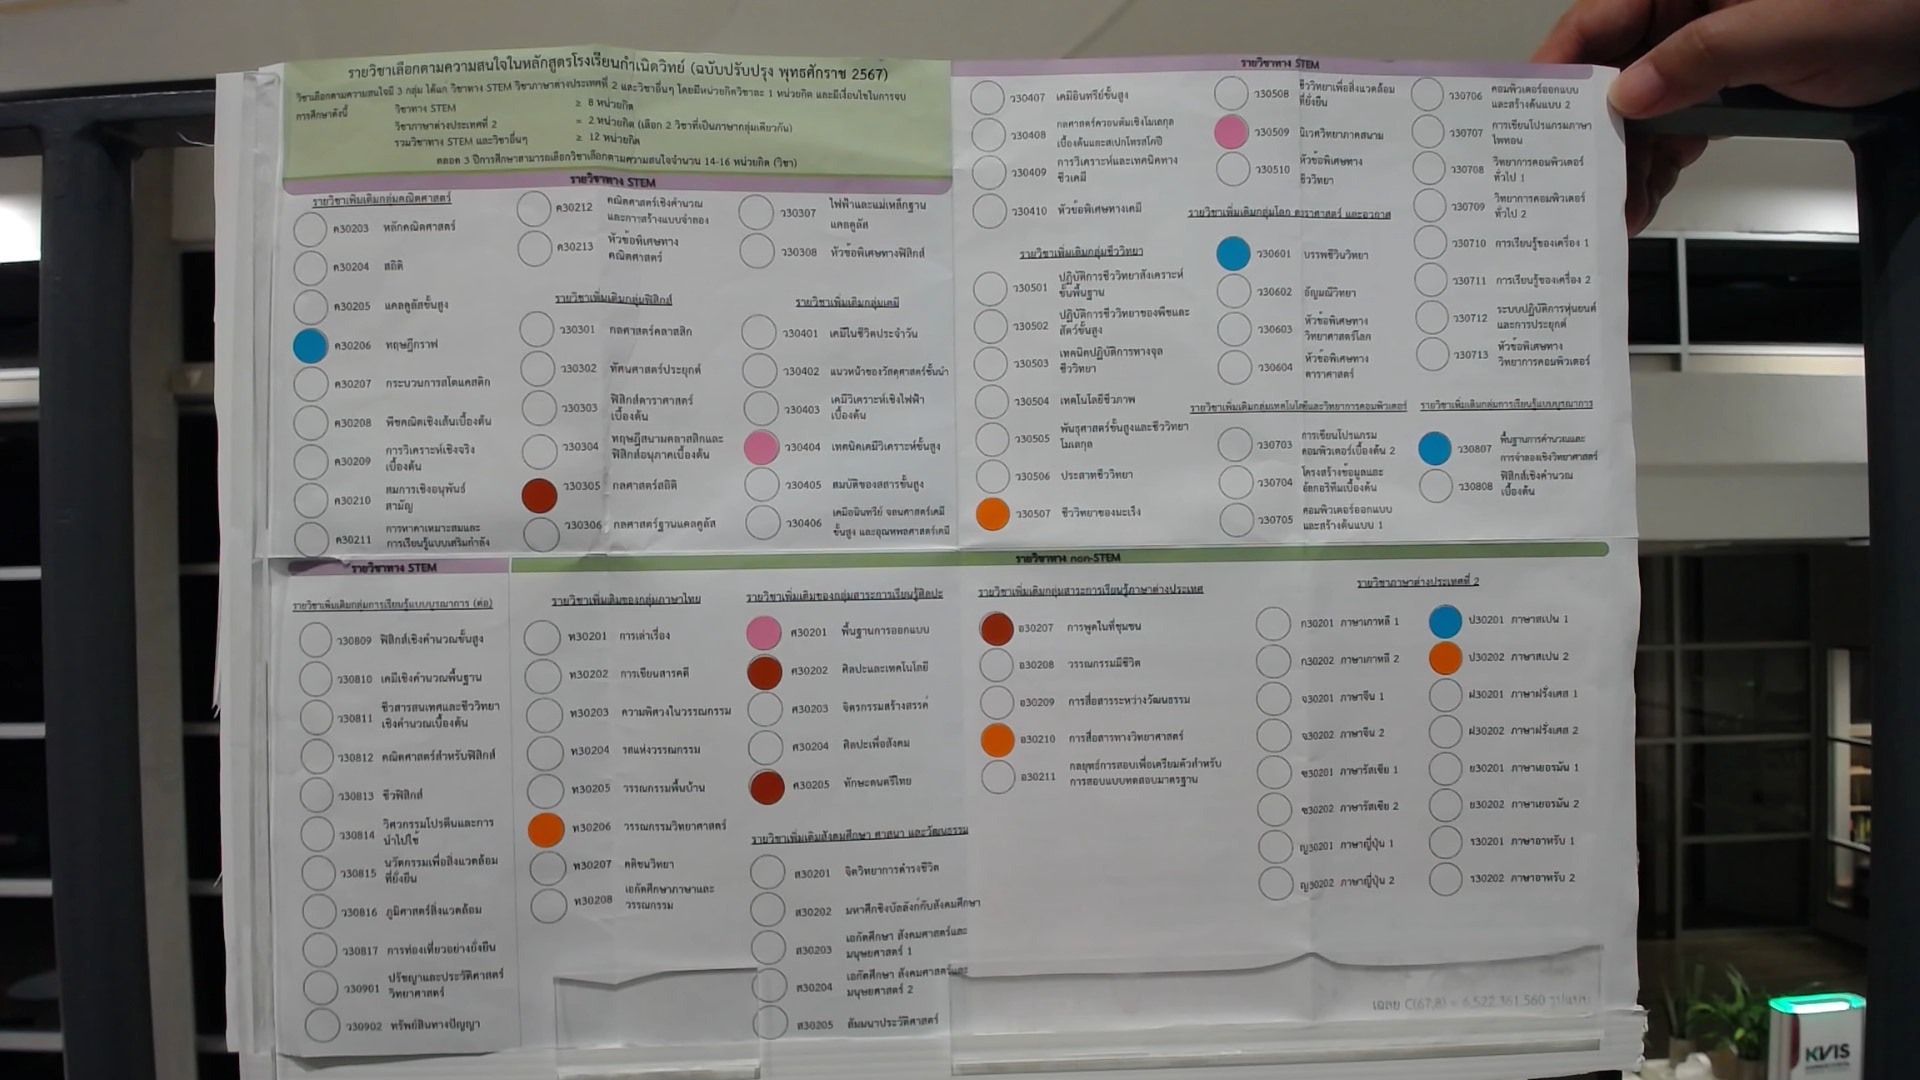 รายวิชาเลือกตามความสนใจในหลักสูตรโรงเรียนกำเนิดวิทย์ (ฉบับปรับปรุง พุทธศักราช 2567)
วิชาเลือกตามความสนใจมี 3 กลุ่ม ได้แก่ วิชาทาง STEM วิชาภาษาต่างประเทศที่ 2 และวิชาอื่นๆ โดยมีหน่วยกิตวิชาละ 1 หน่วยกิต และมีเงื่อนไขในการจบ
การศึกษาดังนี้
วิชาทาง STEM ≥ 8 หน่วยกิต
วิชาภาษาต่างประเทศที่ 2 = 2 หน่วยกิต (เลือก 2 วิชาที่เป็นภาษากลุ่มเดียวกัน)
รวมวิชาทาง STEM และวิชาอื่นๆ ≥ 12 หน่วยกิต
ตลอด 3 ปีการศึกษาสามารถเลือกวิชาเลือกตามความสนใจจำนวน 14-16 หน่วยกิต (วิชา)
รายวิชาทาง STEM
รายวิชาเพิ่มเติมกลุ่มคณิตศาสตร์
ค30203 หลักคณิตศาสตร์
ค30204 สถิติ
ค30205 แคลคูลัสขั้นสูง
ค30206 ทฤษฎีกราฟ
ค30207 กระบวนการสโตแคสติก
ค30208 พีชคณิตเชิงเส้นเบื้องต้น
ค30209 การวิเคราะห์เชิงจริง
เบื้องต้น
ค30210 สมการเชิงอนุพันธ์
สามัญ
ค30211 การหาค่าเหมาะสมและ
การเรียนรู้แบบเสริมกำลัง
ค30212 คณิตศาสตร์เชิงคำนวณ
และการสร้างแบบจำลอง
ค30213 หัวข้อพิเศษทาง
คณิตศาสตร์
รายวิชาเพิ่มเติมกลุ่มฟิสิกส์
ว30301 กลศาสตร์คลาสสิก
ว30302 ทัศนศาสตร์ประยุกต์
ว30303 ฟิสิกส์ดาราศาสตร์
เบื้องต้น
ว30304 ทฤษฎีสนามคลาสสิกและ
ฟิสิกส์อนุภาคเบื้องต้น
ว30305 กลศาสตร์สถิติ
ว30306 กลศาสตร์ฐานแคลคูลัส
ว30307 ไฟฟ้าและแม่เหล็กฐาน
แคลคูลัส
ว30308 หัวข้อพิเศษทางฟิสิกส์
รายวิชาเพิ่มเติมกลุ่มเคมี
ว30401 เคมีในชีวิตประจำวัน
ว30402 แนวหน้าของวัสดุศาสตร์ชั้นนำ
ว30403 เคมีวิเคราะห์เชิงไฟฟ้า
เบื้องต้น
ว30404 เทคนิคเคมีวิเคราะห์ขั้นสูง
ว30405 สมบัติของสสารขั้นสูง
ว30406 เคมีอนินทรีย์ จลนศาสตร์เคมี
ขั้นสูง และอุณหพลศาสตร์เคมี
รายวิชาทาง STEM
ว30407 เคมีอินทรีย์ขั้นสูง
ว30408 กลศาสตร์ควอนตัมเชิงโมเลกุล
เบื้องต้นและสเปกโทรสโคปี
ว30409 การวิเคราะห์และเทคนิคทาง
ชีวเคมี
ว30410 หัวข้อพิเศษทางเคมี
รายวิชาเพิ่มเติมกลุ่มชีววิทยา
ว30501 ปฏิบัติการชีววิทยาสังเคราะห์
ขั้นพื้นฐาน
ว30502 ปฏิบัติการชีววิทยาของพืชและ
สัตว์ขั้นสูง
ว30503 เทคนิคปฏิบัติการทางจุล
ชีววิทยา
ว30504 เทคโนโลยีชีวภาพ
ว30505 พันธุศาสตร์ขั้นสูงและชีววิทยา
โมเลกุล
ว30506 ประสาทชีววิทยา
ว30507 ชีววิทยาของมะเร็ง
ว30508 ชีววิทยาเพื่อสิ่งแวดล้อม
ที่ยั่งยืน
ว30509 นิเวศวิทยาภาคสนาม
ว30510 หัวข้อพิเศษทาง
ชีววิทยา
รายวิชาเพิ่มเติมกลุ่มโลก ดาราศาสตร์ และอวกาศ
ว30601 บรรพชีวินวิทยา
ว30602 อัญมณีวิทยา
ว30603 หัวข้อพิเศษทาง
วิทยาศาสตร์โลก
ว30604 หัวข้อพิเศษทาง
ดาราศาสตร์
รายวิชาเพิ่มเติมกลุ่มเทคโนโลยีและวิทยาการคอมพิวเตอร์
ว30703 การเขียนโปรแกรม
คอมพิวเตอร์เบื้องต้น 2
ว30704 โครงสร้างข้อมูลและ
อัลกอริทึมเบื้องต้น
ว30705 คอมพิวเตอร์ออกแบบ
และสร้างต้นแบบ 1
ว30706 คอมพิวเตอร์ออกแบบ
และสร้างต้นแบบ 2
ว30707 การเขียนโปรแกรมภาษา
ไพทอน
ว30708 วิทยาการคอมพิวเตอร์
ทั่วไป 1
ว30709 วิทยาการคอมพิวเตอร์
ทั่วไป 2
ว30710 การเรียนรู้ของเครื่อง 1
ว30711 การเรียนรู้ของเครื่อง 2
ว30712 ระบบปฏิบัติการหุ่นยนต์
และการประยุกต์
ว30713 หัวข้อพิเศษทาง
วิทยาการคอมพิวเตอร์
รายวิชาเพิ่มเติมกลุ่มการเรียนรู้แบบบูรณาการ
ว30807 พื้นฐานการคำนวณและ
การจำลองเชิงวิทยาศาสตร์
ว30808 ฟิสิกส์เชิงคำนวณ
เบื้องต้น
รายวิชาทาง STEM
รายวิชาเพิ่มเติมกลุ่มการเรียนรู้แบบบูรณาการ (ต่อ)
ว30809 ฟิสิกส์เชิงคำนวณขั้นสูง
ว30810 เคมีเชิงคำนวณพื้นฐาน
ว30811 ชีวสารสนเทศและชีววิทยา
เชิงคำนวณเบื้องต้น
ว30812 คณิตศาสตร์สำหรับฟิสิกส์
ว30813 ชีวฟิสิกส์
ว30814 วิศวกรรมโปรตีนและการ
นำไปใช้
ว30815 นวัตกรรมเพื่อสิ่งแวดล้อม
ที่ยั่งยืน
ว30816 ภูมิศาสตร์สิ่งแวดล้อม
ว30817 การท่องเที่ยวอย่างยั่งยืน
ว30901 ปรัชญาและประวัติศาสตร์
วิทยาศาสตร์
ว30902 ทรัพย์สินทางปัญญา
รายวิชาทาง non-STEM
รายวิชาเพิ่มเติมของกลุ่มภาษาไทย
ท30201 การเล่าเรื่อง
ท30202 การเขียนสารคดี
ท30203 ความพิศวงในวรรณกรรม
ท30204 รสแห่งวรรณกรรม
ท30205 วรรณกรรมพื้นบ้าน
ท30206 วรรณกรรมวิทยาศาสตร์
ท30207 คติชนวิทยา
ท30208 เอกัตศึกษาภาษาและ
วรรณกรรม
รายวิชาเพิ่มเติมของกลุ่มสาระการเรียนรู้ศิลปะ
ศ30201 พื้นฐานการออกแบบ
ศ30202 ศิลปะและเทคโนโลยี
ศ30203 จิตรกรรมสร้างสรรค์
ศ30204 ศิลปะเพื่อสังคม
ศ30205 ทักษะดนตรีไทย
รายวิชาเพิ่มเติมสังคมศึกษา ศาสนา และวัฒนธรรม
ส30201 จิตวิทยาการดำรงชีวิต
ส30202 มหาศึกชิงบัลลังก์กับสังคมศึกษา
ส30203 เอกัตศึกษา สังคมศาสตร์และ
มนุษยศาสตร์ 1
ส30204 เอกัตศึกษา สังคมศาสตร์และ
มนุษยศาสตร์ 2
ส30205 สัมมนาประวัติศาสตร์
รายวิชาเพิ่มเติมกลุ่มสาระการเรียนรู้ภาษาต่างประเทศ
อ30207 การพูดในที่ชุมชน
อ30208 วรรณกรรมมีชีวิต
อ30209 การสื่อสารระหว่างวัฒนธรรม
อ30210 การสื่อสารทางวิทยาศาสตร์
อ30211 กลยุทธ์การสอบเพื่อเตรียมตัวสำหรับ
การสอบแบบทดสอบมาตรฐาน
รายวิชาภาษาต่างประเทศที่ 2
ก30201 ภาษาเกาหลี 1
ก30202 ภาษาเกาหลี 2
จ30201 ภาษาจีน 1
จ30202 ภาษาจีน 2
ซ30201 ภาษารัสเซีย 1
ซ30202 ภาษารัสเซีย 2
ญ30201 ภาษาญี่ปุ่น 1
ญ30202 ภาษาญี่ปุ่น 2
ป30201 ภาษาสเปน 1
ป30202 ภาษาสเปน 2
ฝ30201 ภาษาฝรั่งเศส 1
ฝ30202 ภาษาฝรั่งเศส 2
ย30201 ภาษาเยอรมัน 1
ย30202 ภาษาเยอรมัน 2
ร30201 ภาษาอาหรับ 1
ร30202 ภาษาอาหรับ 2
เฉลย C(67,8) = 6,522,361,560 รูปแบบ
KVIS